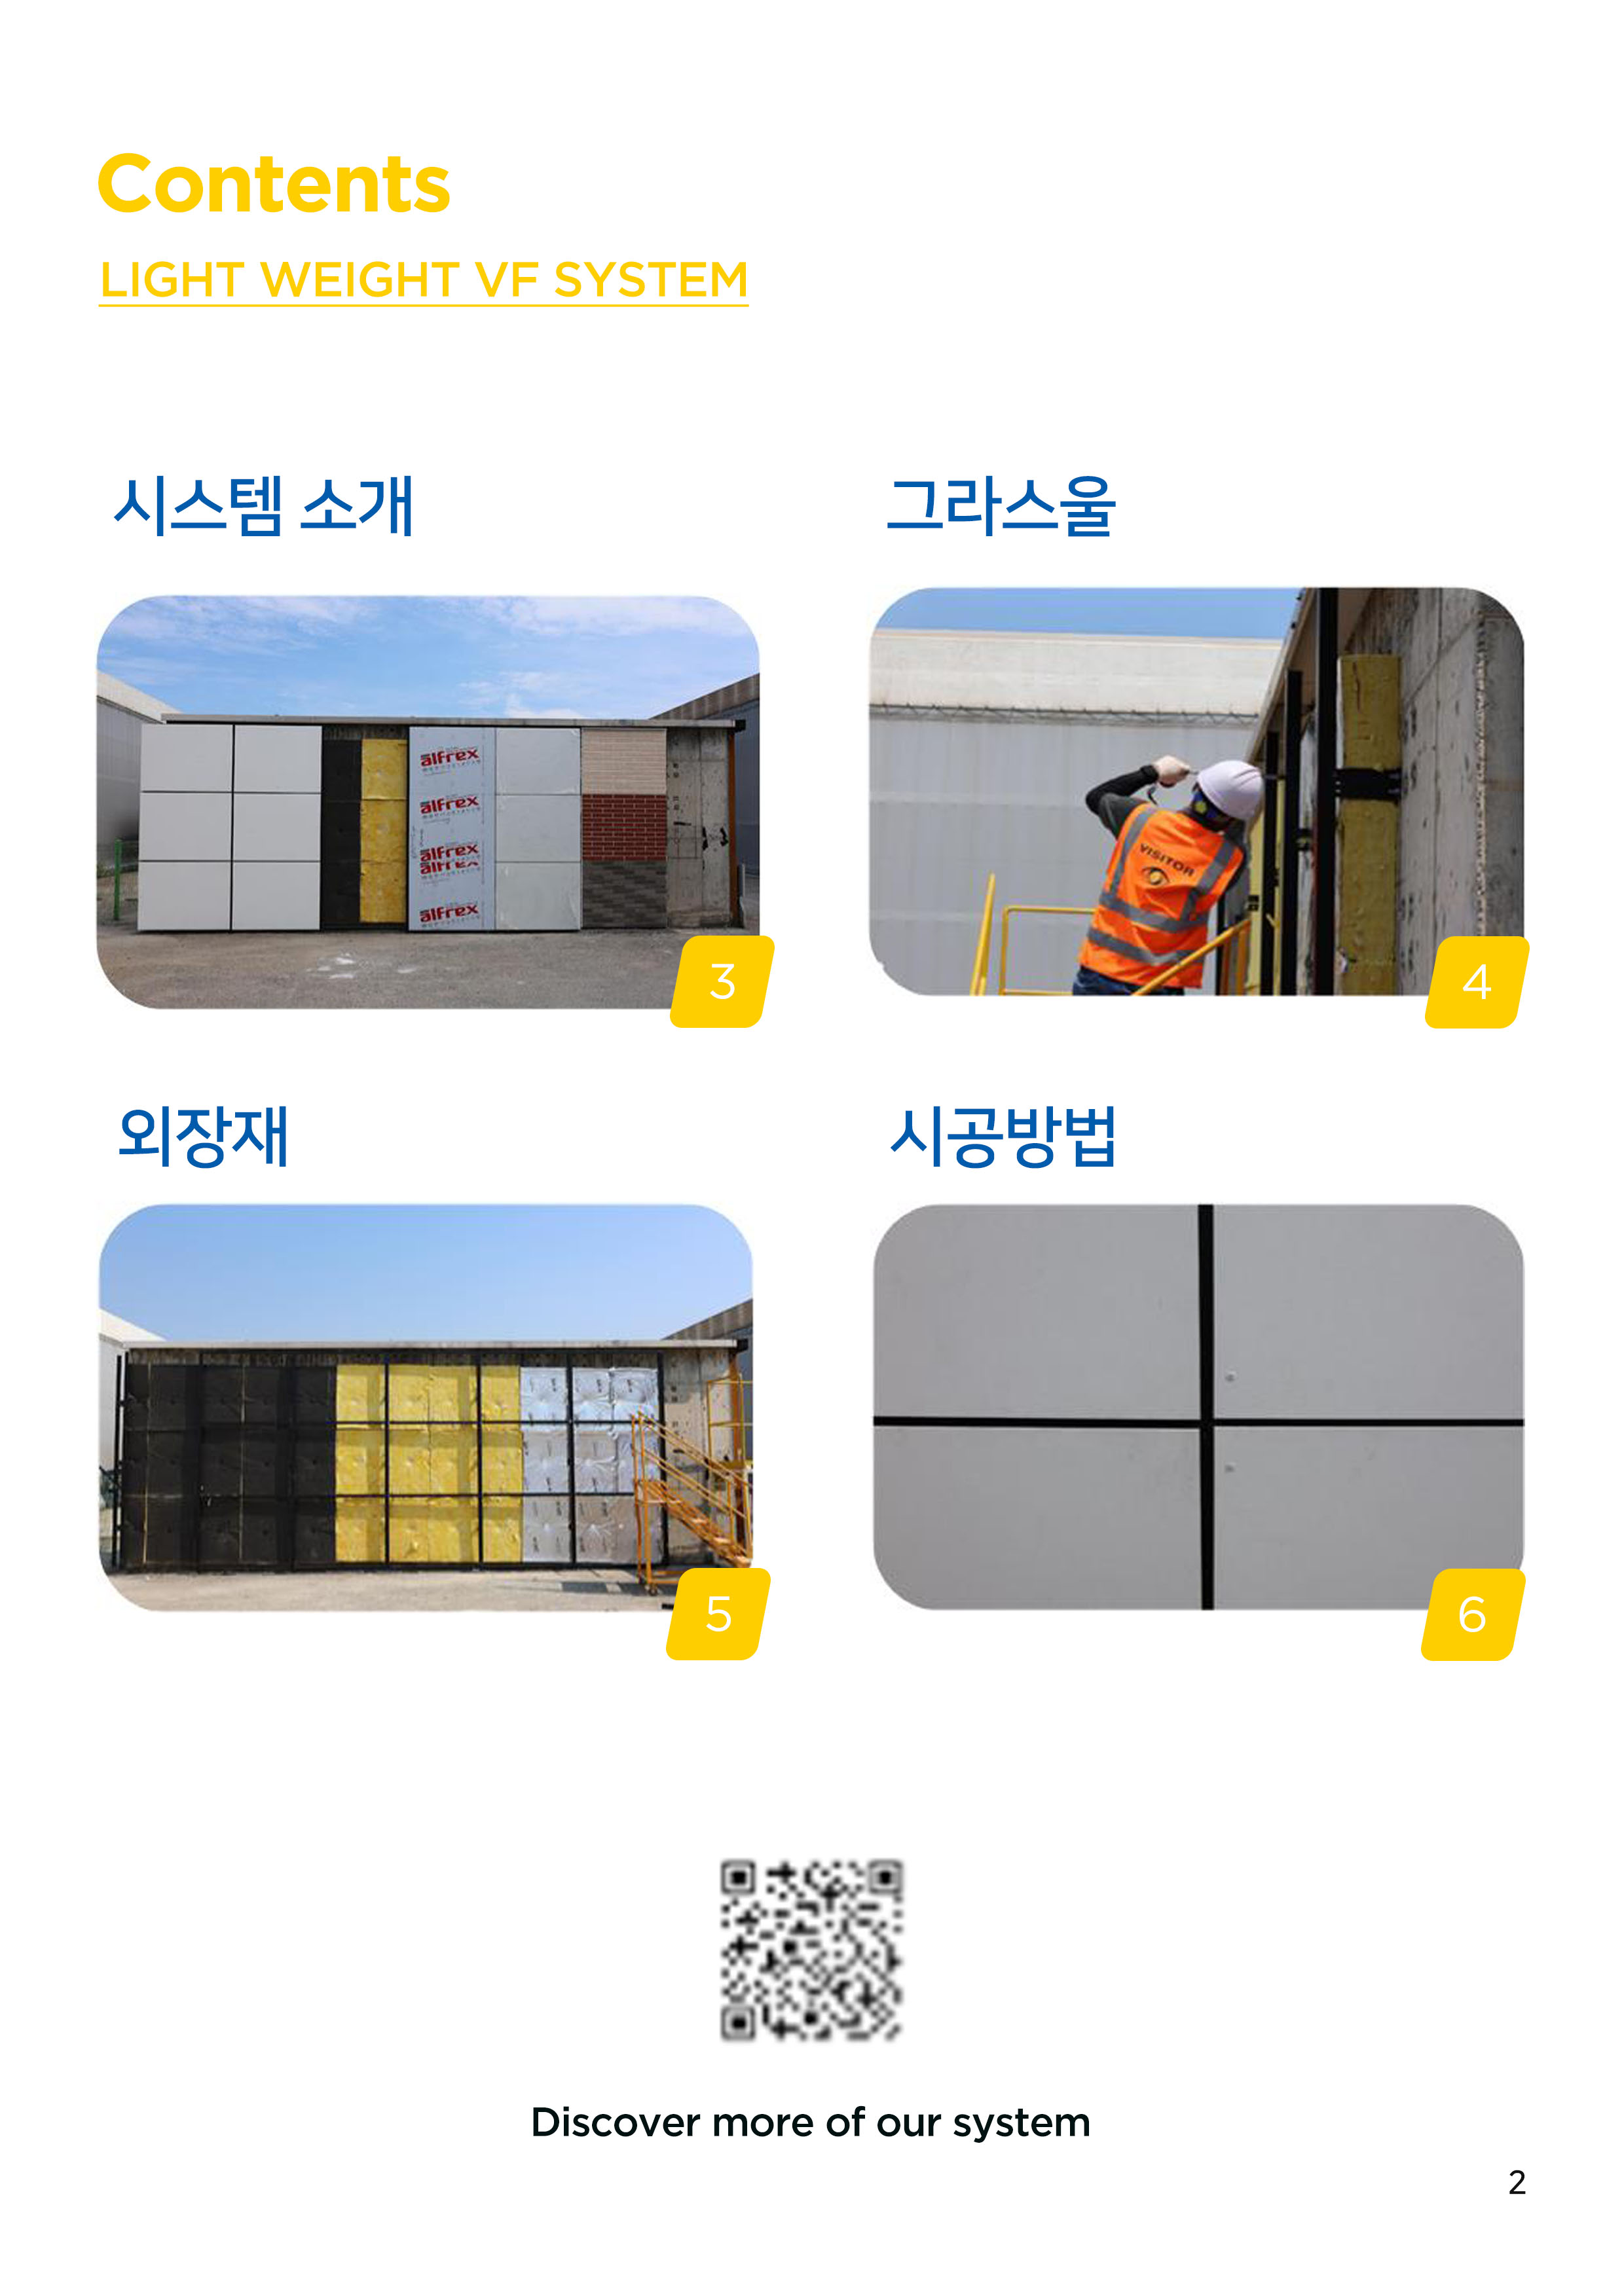 Contents
LIGHT WEIGHT VF SYSTEM
시스템 소개
그라스울
alfrex
alfrex
alfrex
alfrex
alfrex
3
VISITOR
4
외장재
시공방법
5
6
Discover more of our system
2